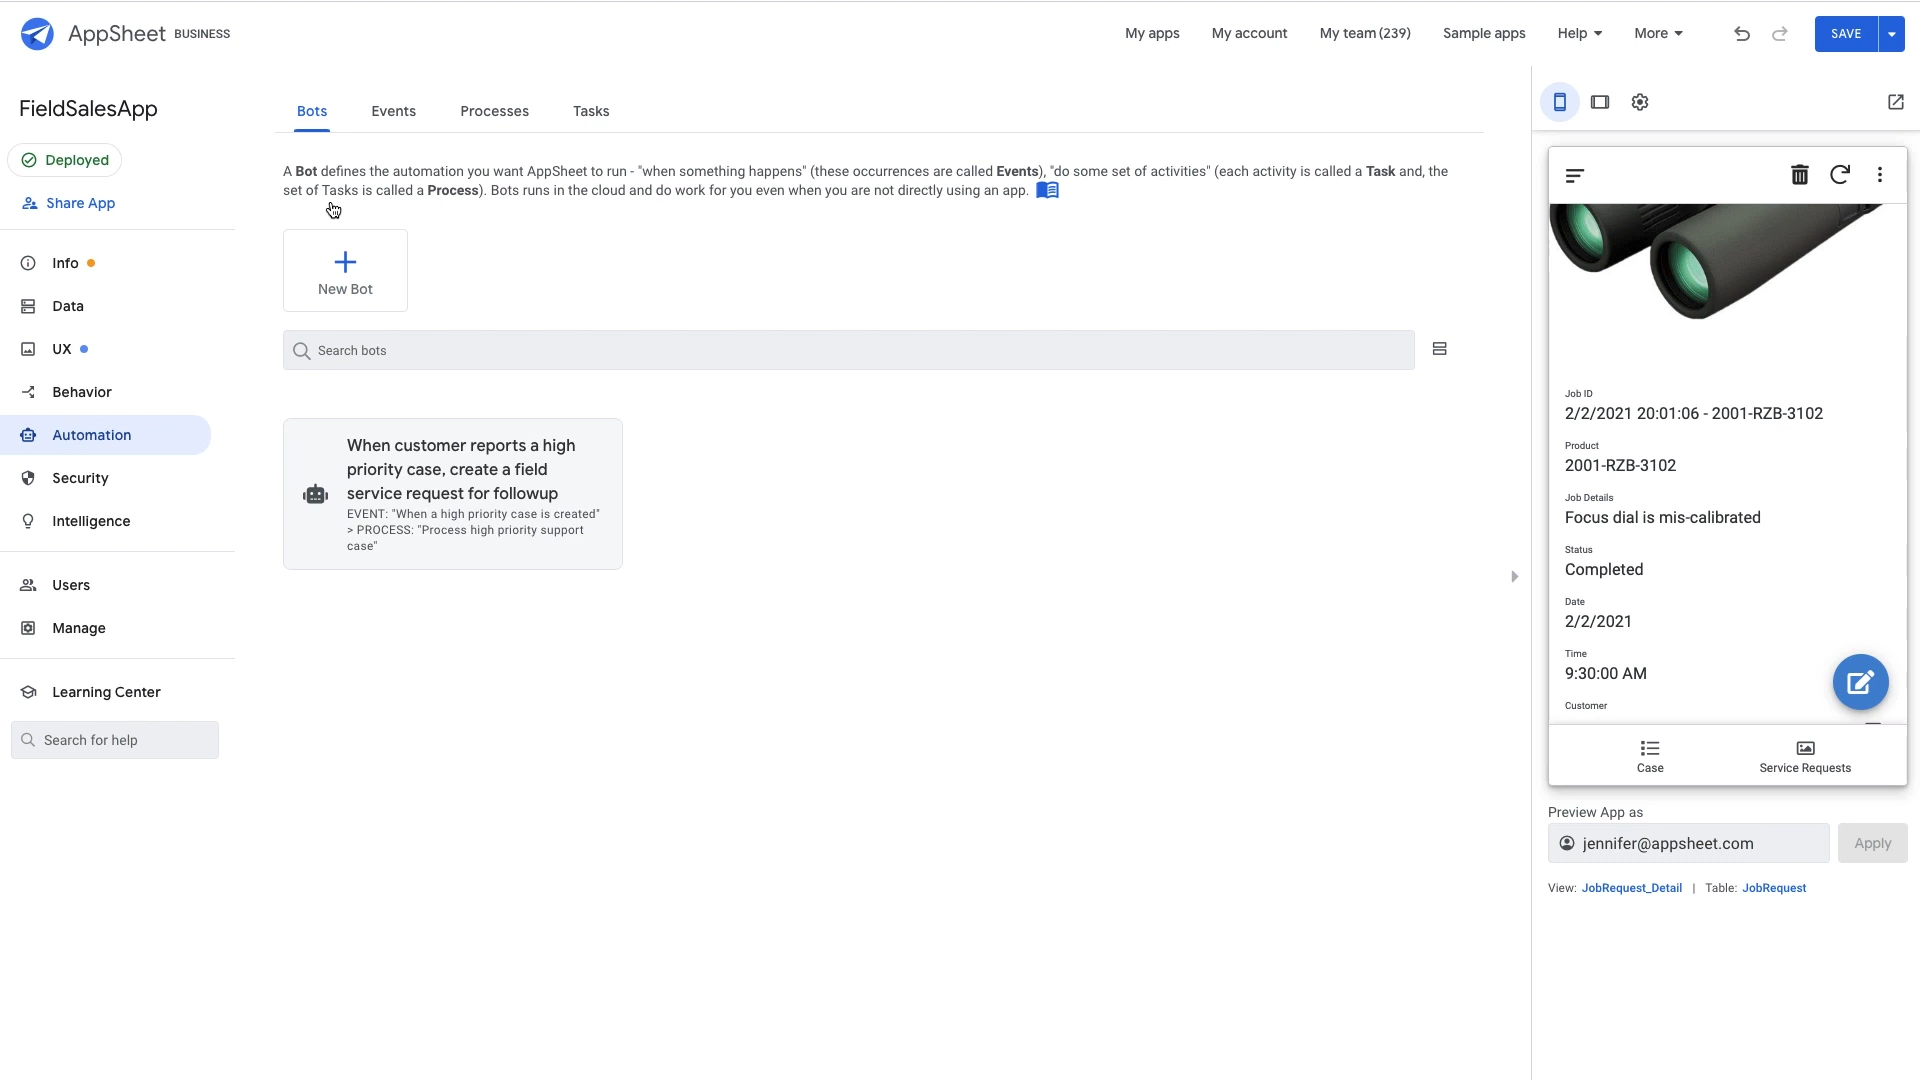 AppSheet BUSINESS
My apps
My account
My team (239)
Sample apps
Help
More
SAVE
FieldSalesApp
Deployed
Share App
Info
Data
UX
Behavior
Automation
Security
Intelligence
Users
Manage
Learning Center
Search for help
Bots
Events
Processes
Tasks
A Bot defines the automation you want AppSheet to run - "when something happens" (these occurrences are called Events), "do some set of activities" (each activity is called a Task and, the
set of Tasks is called a Process). Bots runs in the cloud and do work for you even when you are not directly using an app.
New Bot
Search bots
When customer reports a high
priority case, create a field
service request for followup
EVENT: "When a high priority case is created"
> PROCESS: "Process high priority support
case"
Job ID
2/2/2021 20:01:06 - 2001-RZB-3102
Product
2001-RZB-3102
Job Details
Focus dial is mis-calibrated
Status
Completed
Date
2/2/2021
Time
9:30:00 AM
Customer
Case
Service Requests
Preview App as
jennifer@appsheet.com
Apply
View: JobRequest_Detail | Table: JobRequest